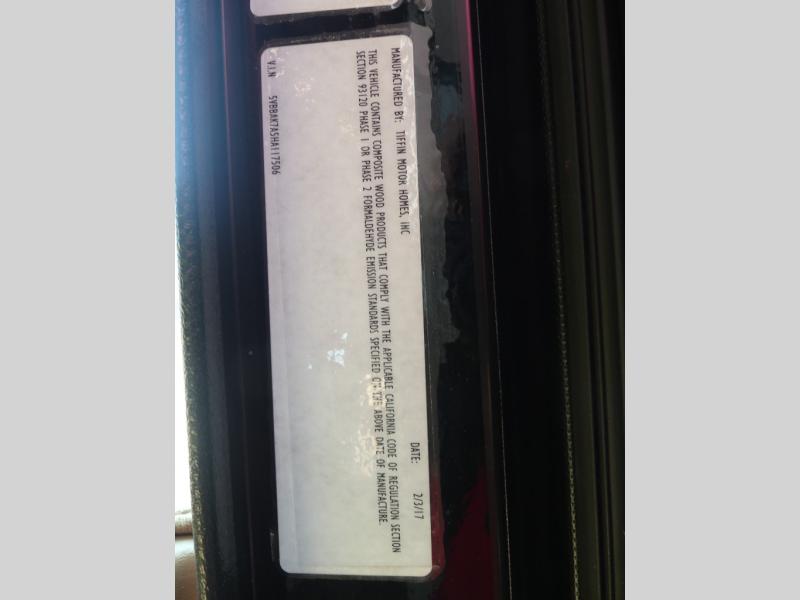 MANUFACTURED BY: TIFFIN MOTOR HOMES, INC
DATE: 2/3/17
THIS VEHICLE CONTAINS COMPOSITE WOOD PRODUCTS THAT COMPLY WITH THE APPLICABLE CALIFORNIA CODE OF REGULATION SECTION
SECTION 93120 PHASE 1 OR PHASE 2 FORMALDEHYDE EMISSION STANDARDS SPECIFIED ON THE ABOVE DATE OF MANUFACTURE.
V.I.N 5VBBAK7A5HA117506